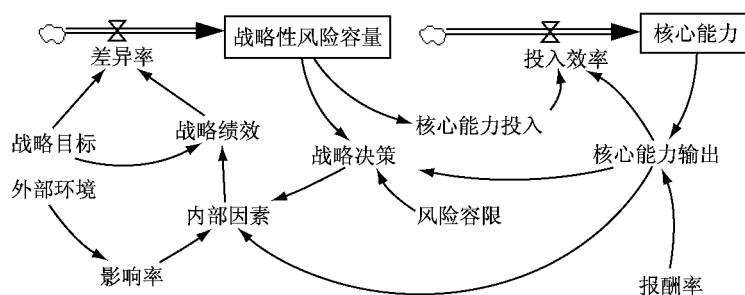 战略性风险容量
核心能力
差异率
投入效率
战略绩效
核心能力投入
战略目标
战略决策
核心能力输出
外部环境
内部因素
风险容限
影响率
报酬率